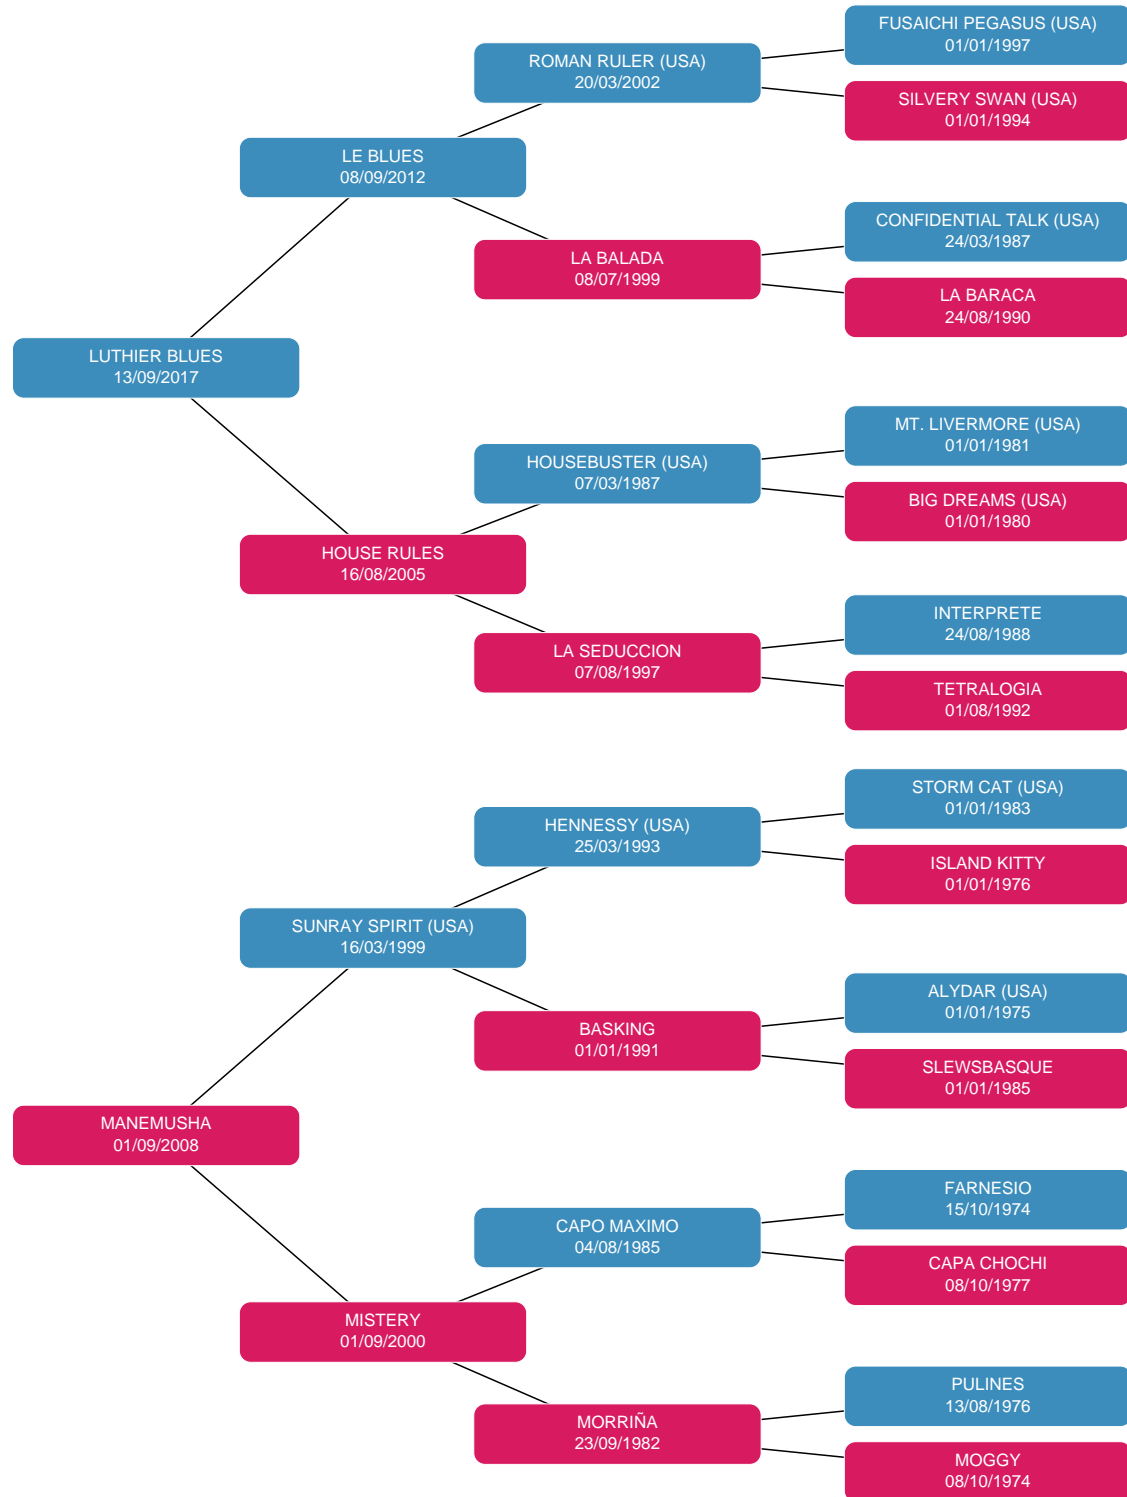 FUSAICHI PEGASUS (USA)
01/01/1997
ROMAN RULER (USA)
20/03/2002
SILVERY SWAN (USA)
01/01/1994
LE BLUES
08/09/2012
CONFIDENTIAL TALK (USA)
24/03/1987
LA BALADA
08/07/1999
LA BARACA
24/08/1990
LUTHIER BLUES
13/09/2017
MT. LIVERMORE (USA)
01/01/1981
HOUSEBUSTER (USA)
07/03/1987
BIG DREAMS (USA)
01/01/1980
HOUSE RULES
16/08/2005
INTERPRETE
24/08/1988
LA SEDUCCION
07/08/1997
TETRALOGIA
01/08/1992
STORM CAT (USA)
01/01/1983
HENNESSY (USA)
25/03/1993
ISLAND KITTY
01/01/1976
SUNRAY SPIRIT (USA)
16/03/1999
ALYDAR (USA)
01/01/1975
BASKING
01/01/1991
SLEWSBASQUE
01/01/1985
MANEMUSHA
01/09/2008
FARNESIO
15/10/1974
CAPO MAXIMO
04/08/1985
CAPA CHOCHI
08/10/1977
MISTERY
01/09/2000
PULINES
13/08/1976
MORRIÑA
23/09/1982
MOGGY
08/10/1974